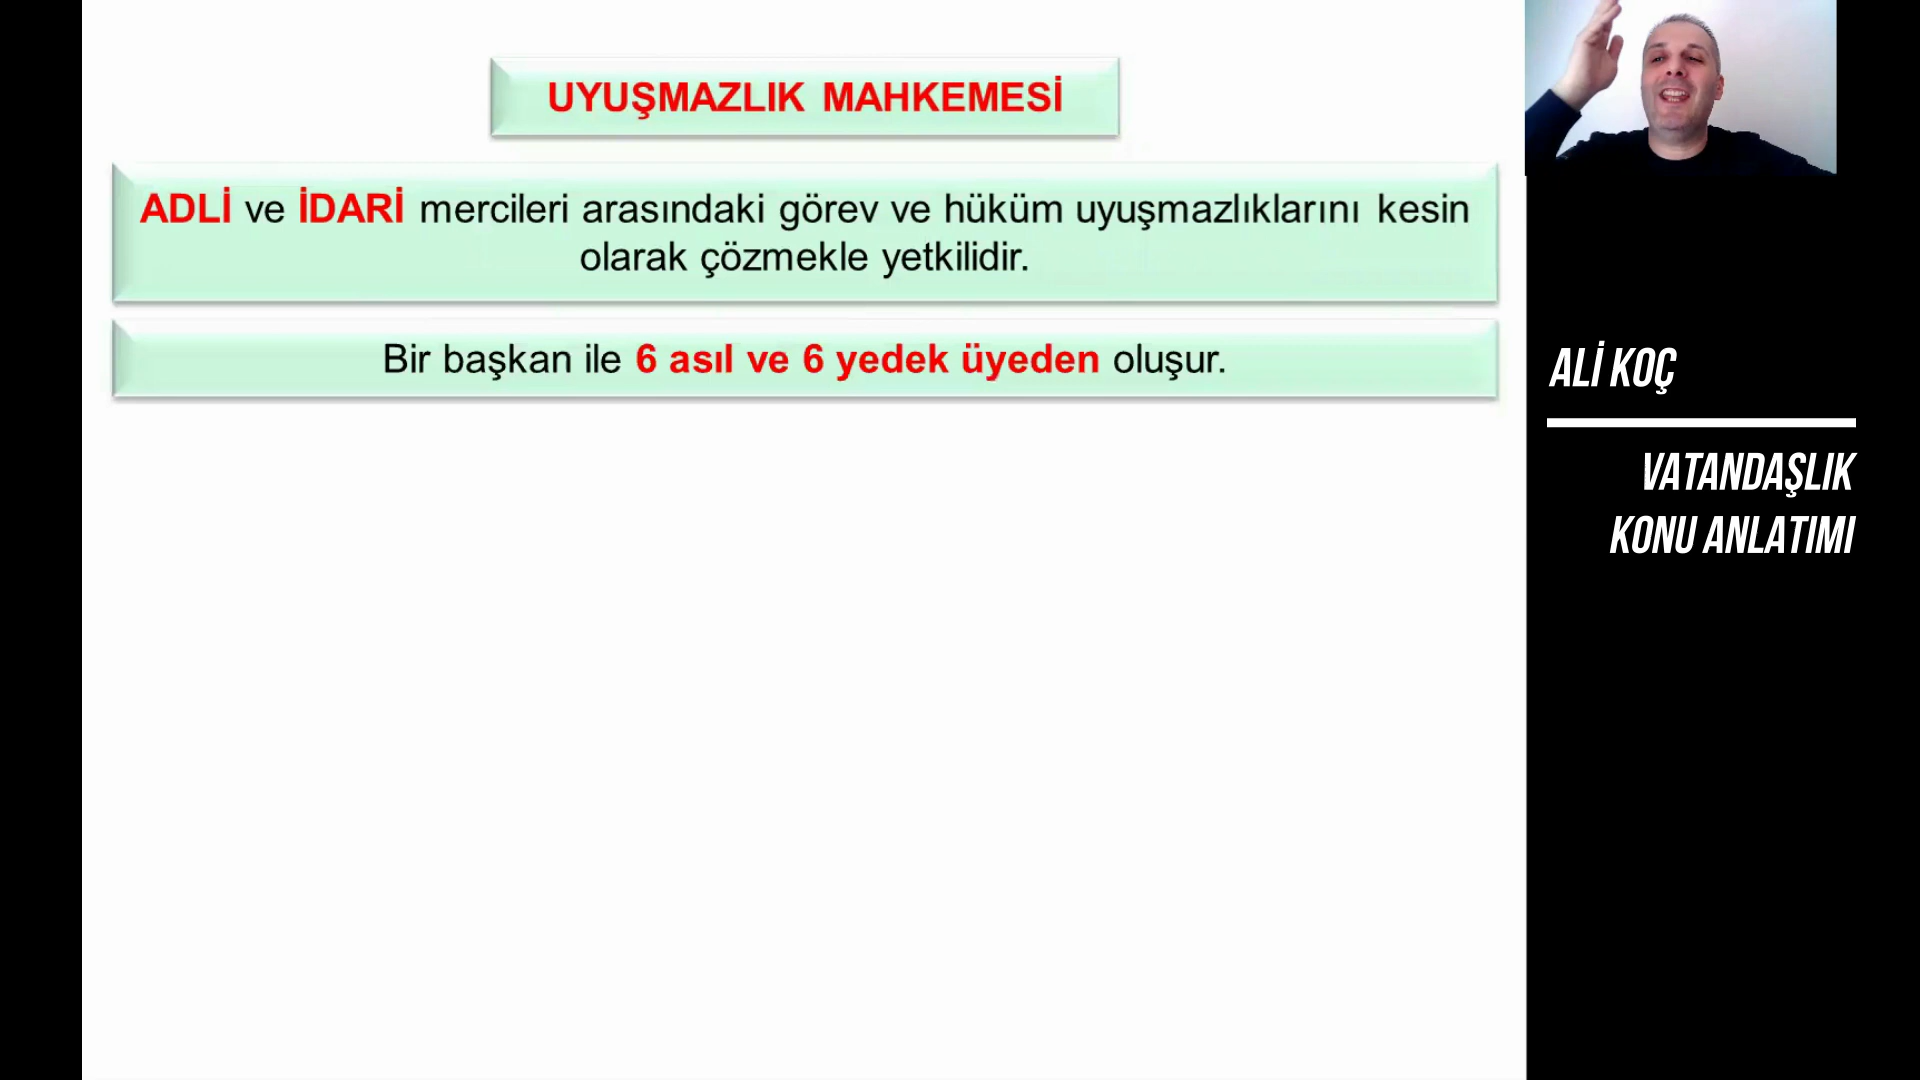 UYUŞMAZLIK MAHKEMESİ
ADLİ ve İDARİ mercileri arasındaki görev ve hüküm uyuşmazlıklarını kesin
olarak çözmekle yetkilidir.
Bir başkan ile 6 asıl ve 6 yedek üyeden oluşur.
ALİ KOÇ
VATANDAŞLIK
KONU ANLATIMI